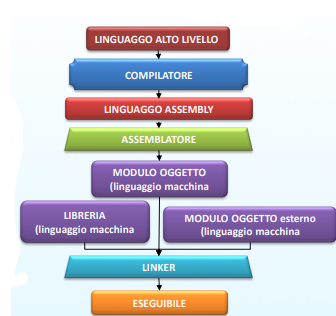 LINGUAGGIO ALTO LIVELLO
COMPILATORE
LINGUAGGO ASSEMBLY
ASSEMBLATORE
MODULO OGGETTO
(linguaggio macchina
LIBRERIA
(linguaggio macchina
MODULO OGGETTO esterno
(linguaggio macchina
LINKER
ESEGUIBILE